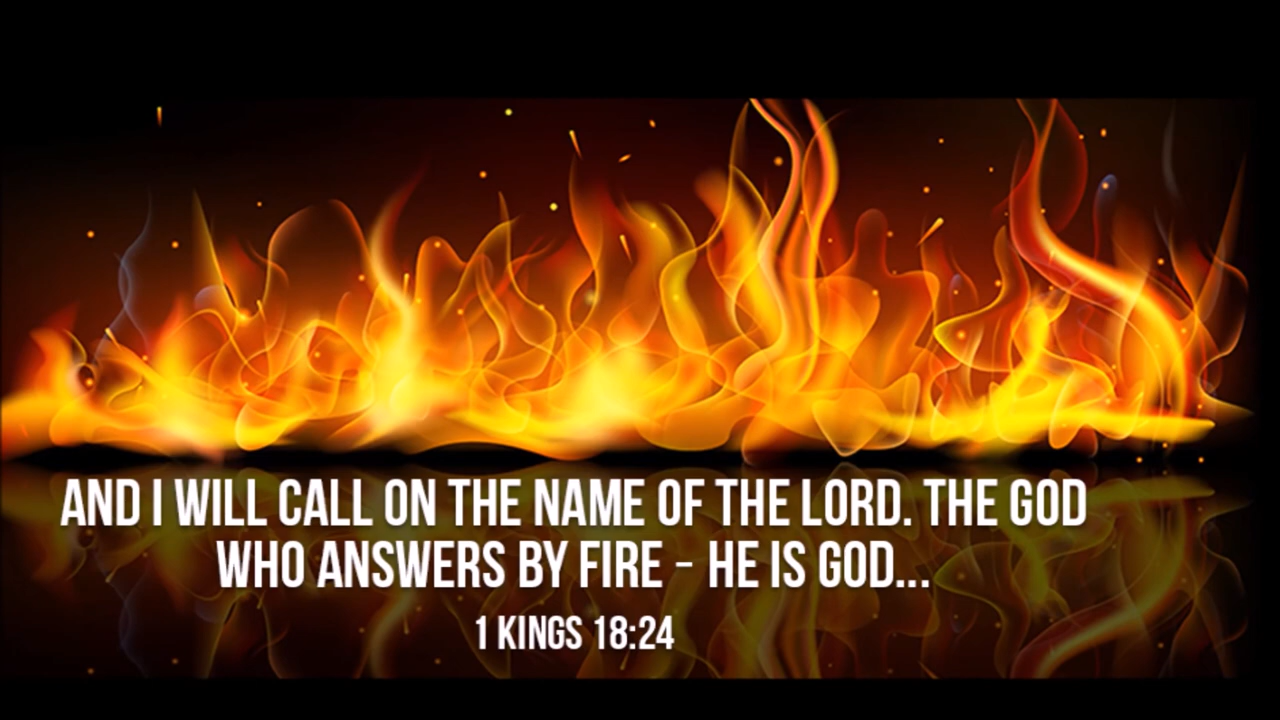 AND I WILL CALL ON THE NAME OF THE LORD. THE GOD
WHO ANSWERS BY FIRE - HE IS GOD...
1 KINGS 18:24